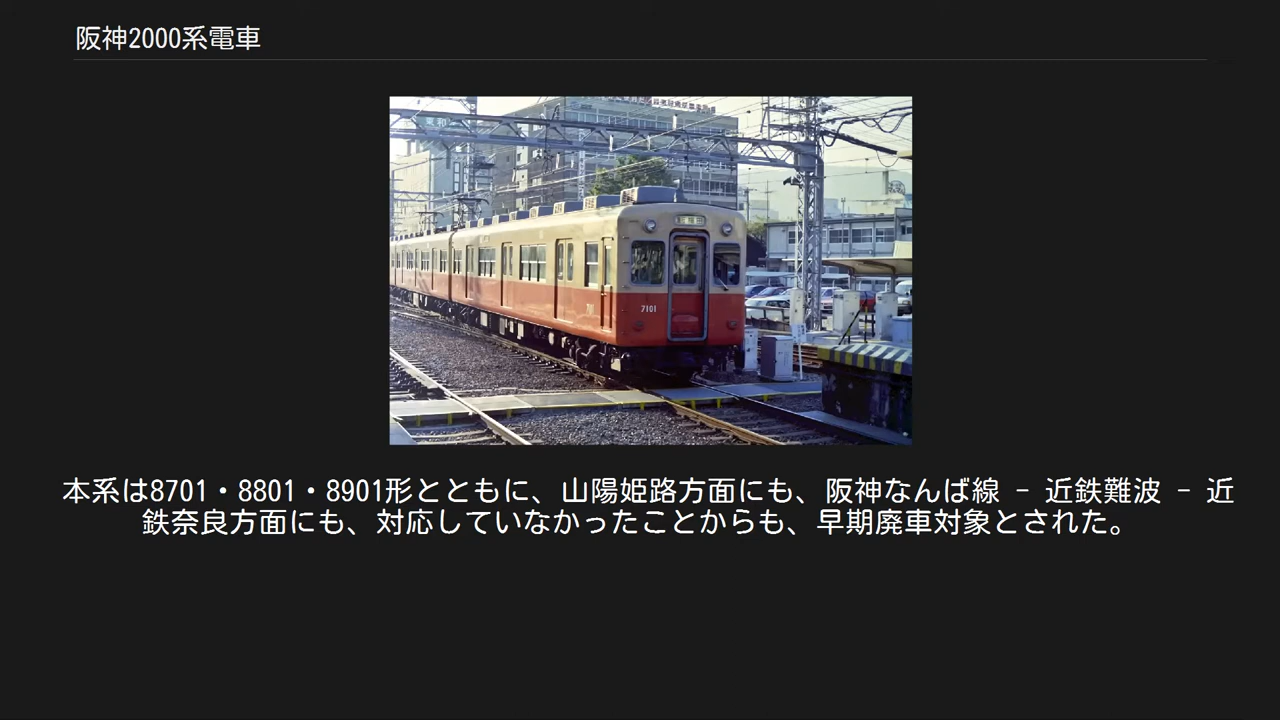 阪神2000系電車
7101
本系は8701・8801・8901形とともに、山陽姫路方面にも、阪神なんば線 - 近鉄難波 - 近
鉄奈良方面にも、対応していなかったことからも、早期廃車対象とされた。